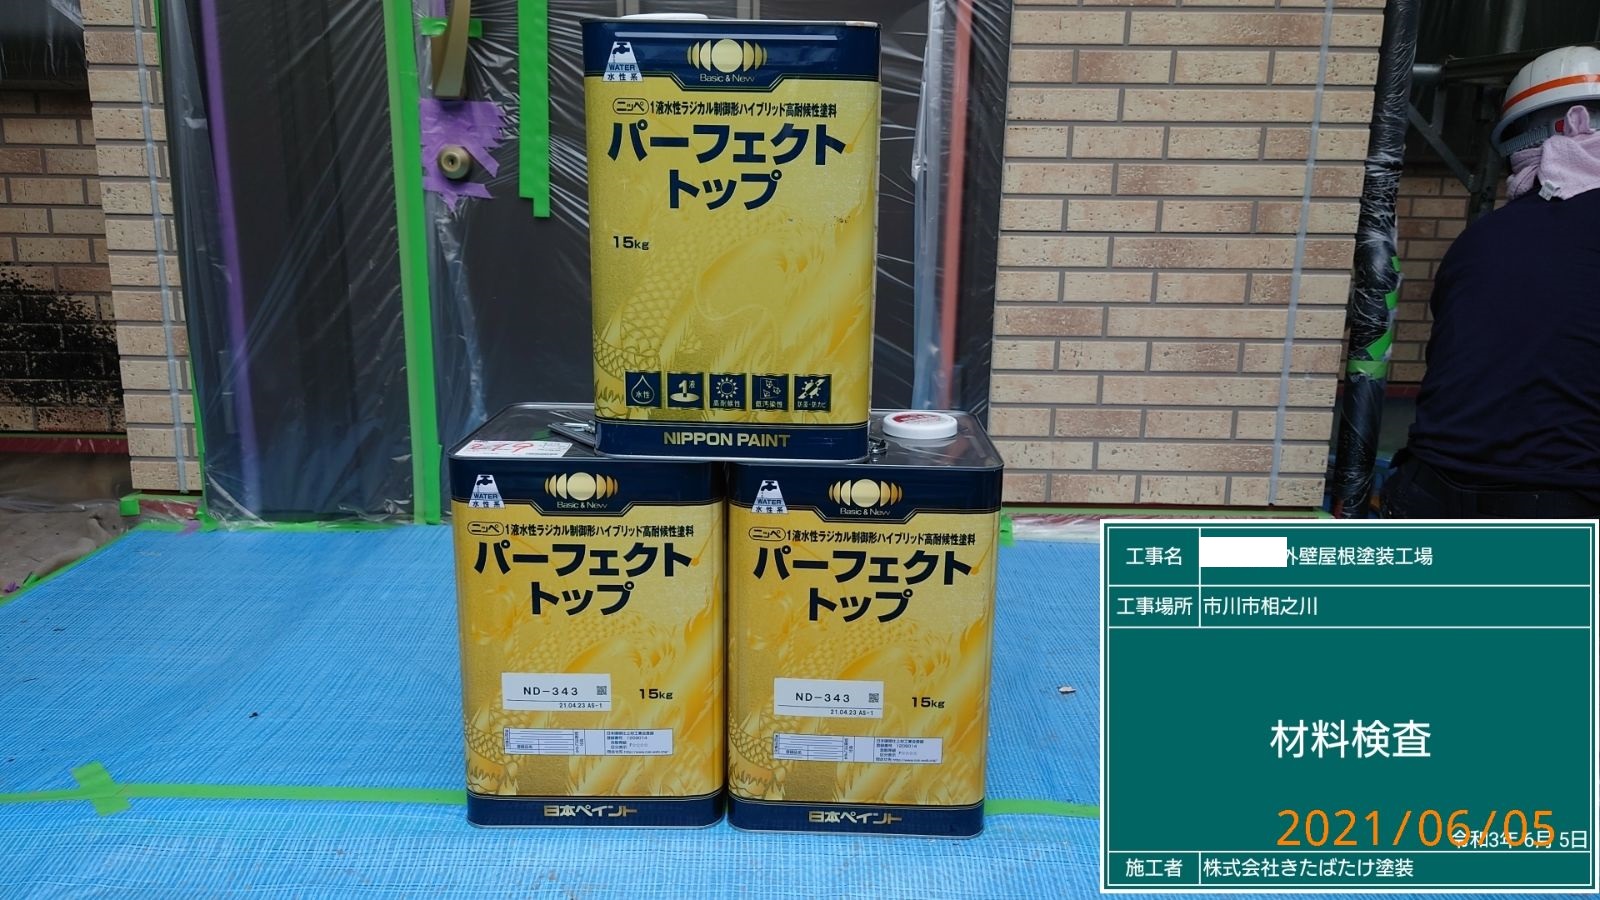 WATER
水性系
Basic & New
ニッペ 1液水性ラジカル制御形ハイブリッド高耐候性塗料
パーフェクト
トップ
15kg
水性
1液
高耐候性
低汚染性
防藻・防カビ
NIPPON PAINT
WATER
水性系
Basic & New
ニッペ 1液水性ラジカル制御形ハイブリッド高耐候性塗料
パーフェクト
トップ
ND-343
21.04.23 AS-1
15kg
日本ペイント
WATER
水性系
Basic & New
ニッペ 1液水性ラジカル制御形ハイブリッド高耐候性塗料
パーフェクト
トップ
ND-343
21.04.23 AS-1
15kg
日本ペイント
工事名 外壁屋根塗装工場
工事場所 市川市相之川
材料検査
2021/06/05
令和3年 6月 5日
施工者 株式会社きたばたけ塗装